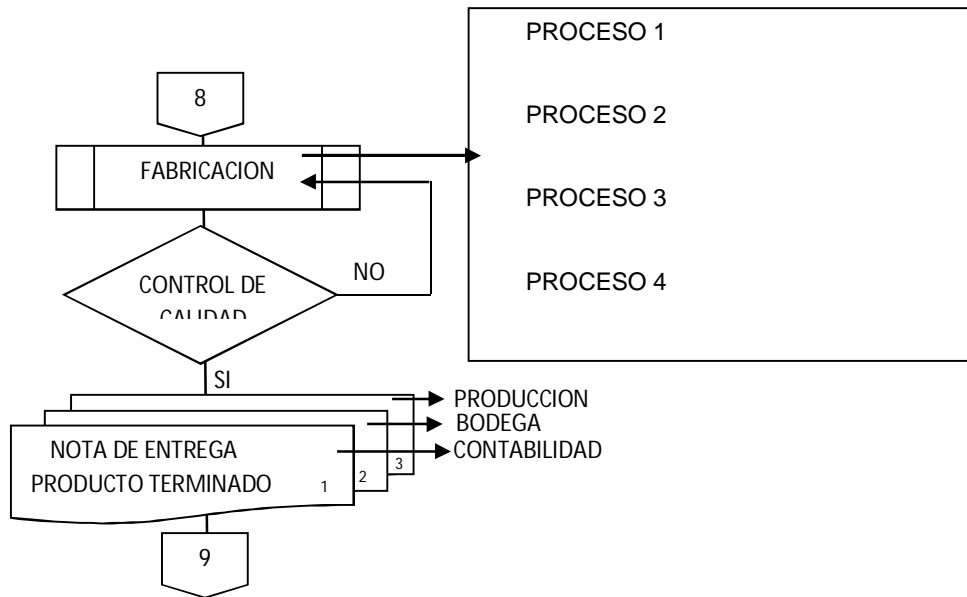 PROCESO 1
8
PROCESO 2
FABRICACION
PROCESO 3
NO
CONTROL DE
CALIDAD
PROCESO 4
SI
PRODUCCION
BODEGA
CONTABILIDAD
NOTA DE ENTREGA
PRODUCTO TERMINADO
1
2
3
9